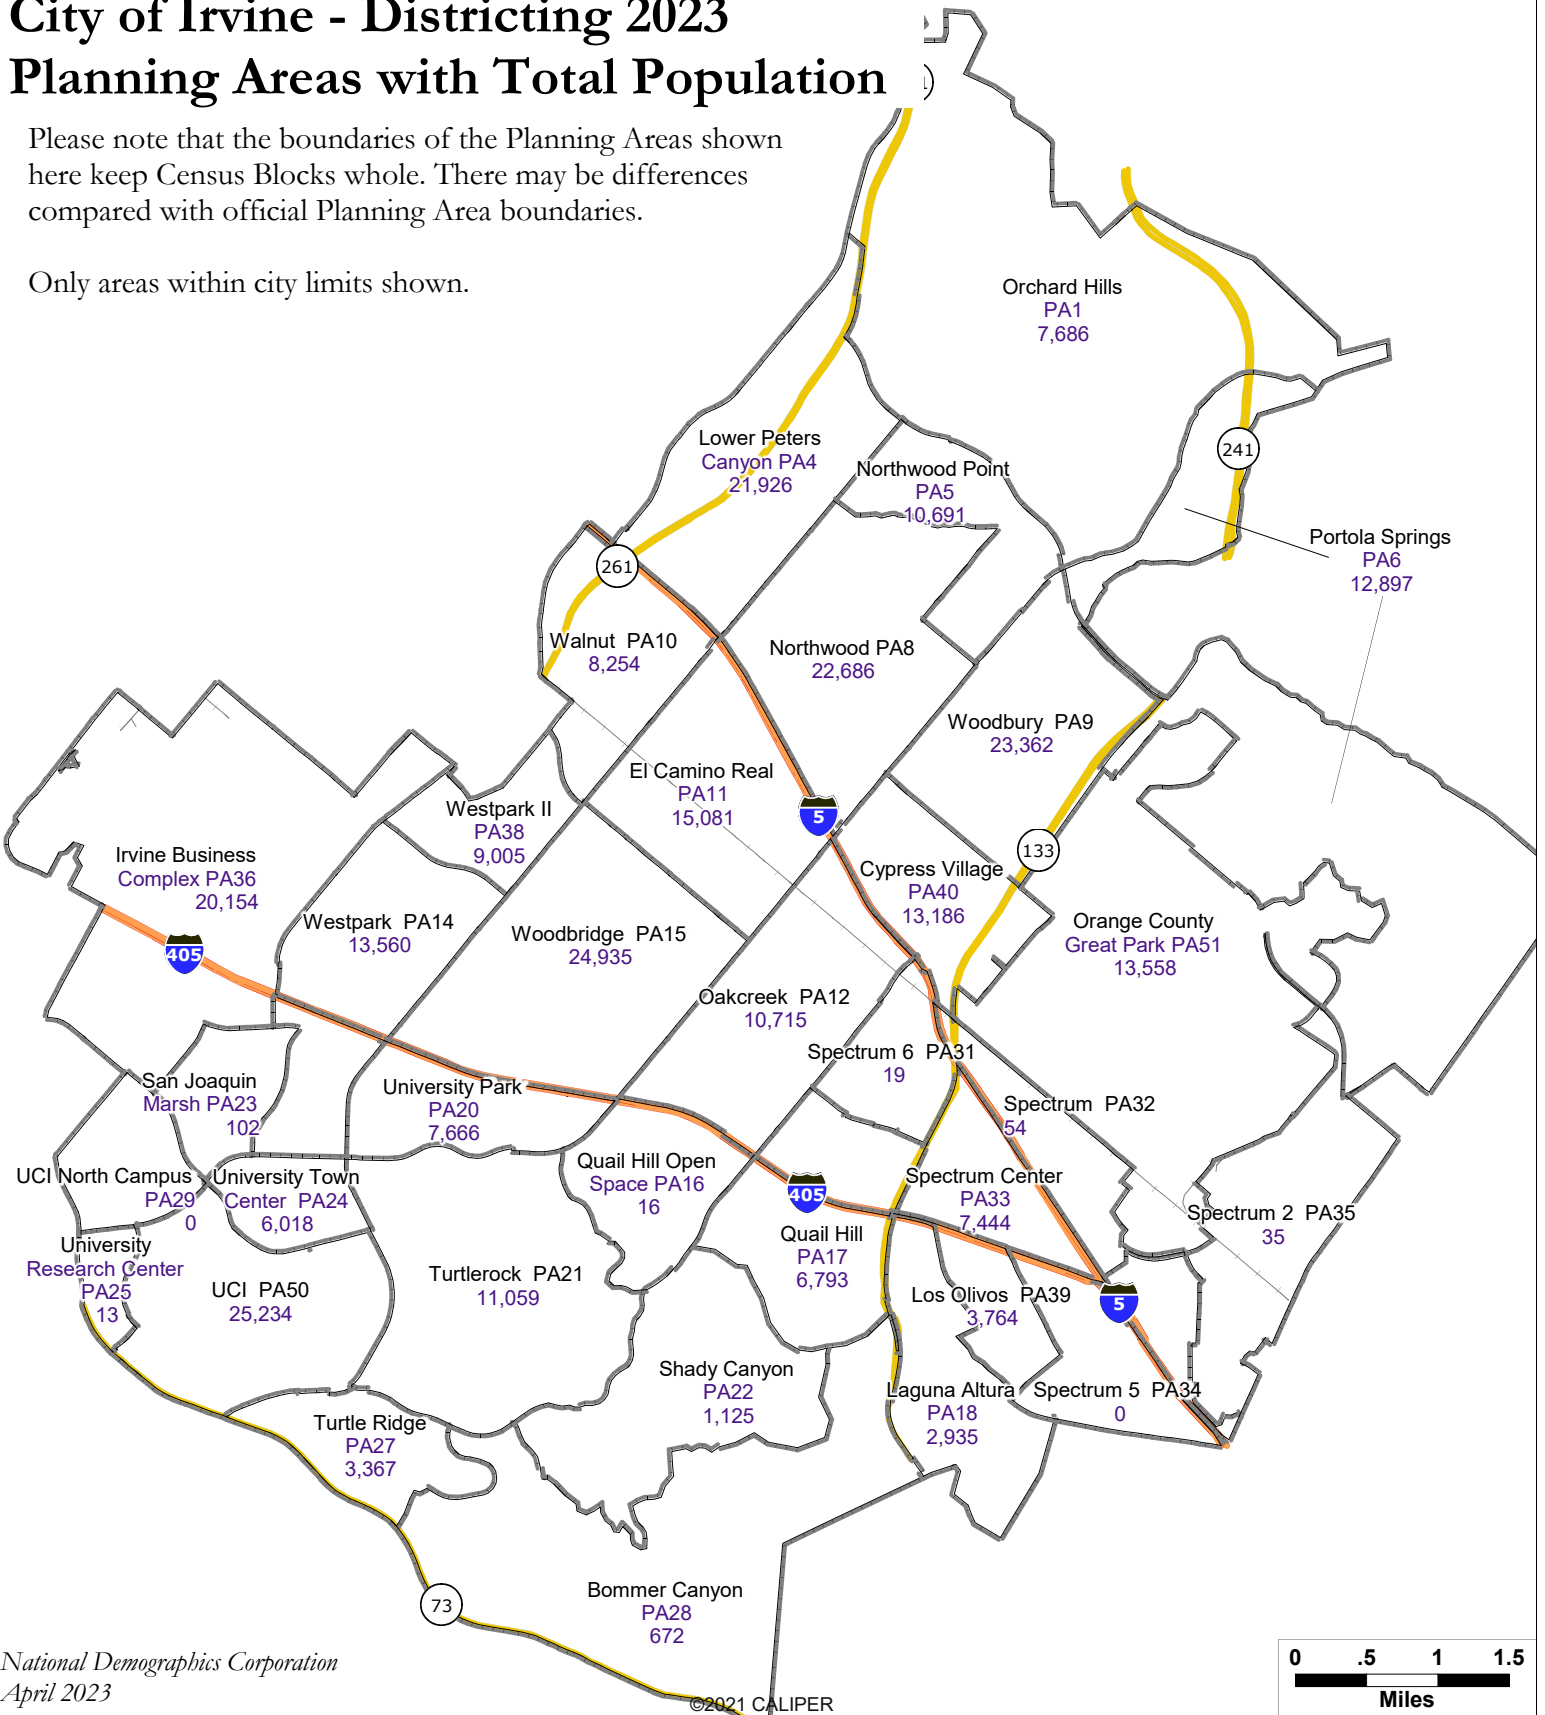 City of Irvine - Districting 2023
Planning Areas with Total Population
Please note that the boundaries of the Planning Areas shown
here keep Census Blocks whole. There may be differences
compared with official Planning Area boundaries.
Only areas within city limits shown.
Orchard Hills
PA1
7,686
241
Lower Peters
Canyon PA4
21,926
Northwood Point
PA5
10,691
Portola Springs
PA6
12,897
261
Walnut PA10
8,254
Northwood PA8
22,686
Woodbury PA9
23,362
El Camino Real
PA11
15,081
5
Westpark II
PA38
9,005
133
Irvine Business
Complex PA36
20,154
Cypress Village
PA40
13,186
405
Westpark PA14
13,560
Woodbridge PA15
24,935
Orange County
Great Park PA51
13,558
Oakcreek PA12
10,715
Spectrum 6 PA31
19
San Joaquin
Marsh PA23
102
University Park
PA20
7,666
Spectrum PA32
54
UCI North Campus
PA29
0
University Town
Center PA24
6,018
Quail Hill Open
Space PA16
16
405
Spectrum Center
PA33
7,444
Spectrum 2 PA35
35
University
Research Center
PA25
13
UCI PA50
25,234
Turtlerock PA21
11,059
Quail Hill
PA17
6,793
Los Olivos PA39
3,764
5
Shady Canyon
PA22
1,125
Laguna Altura
PA18
2,935
Spectrum 5 PA34
0
Turtle Ridge
PA27
3,367
73
Bommer Canyon
PA28
672
National Demographics Corporation
April 2023
©2021 CALIPER
0 .5 1 1.5
Miles